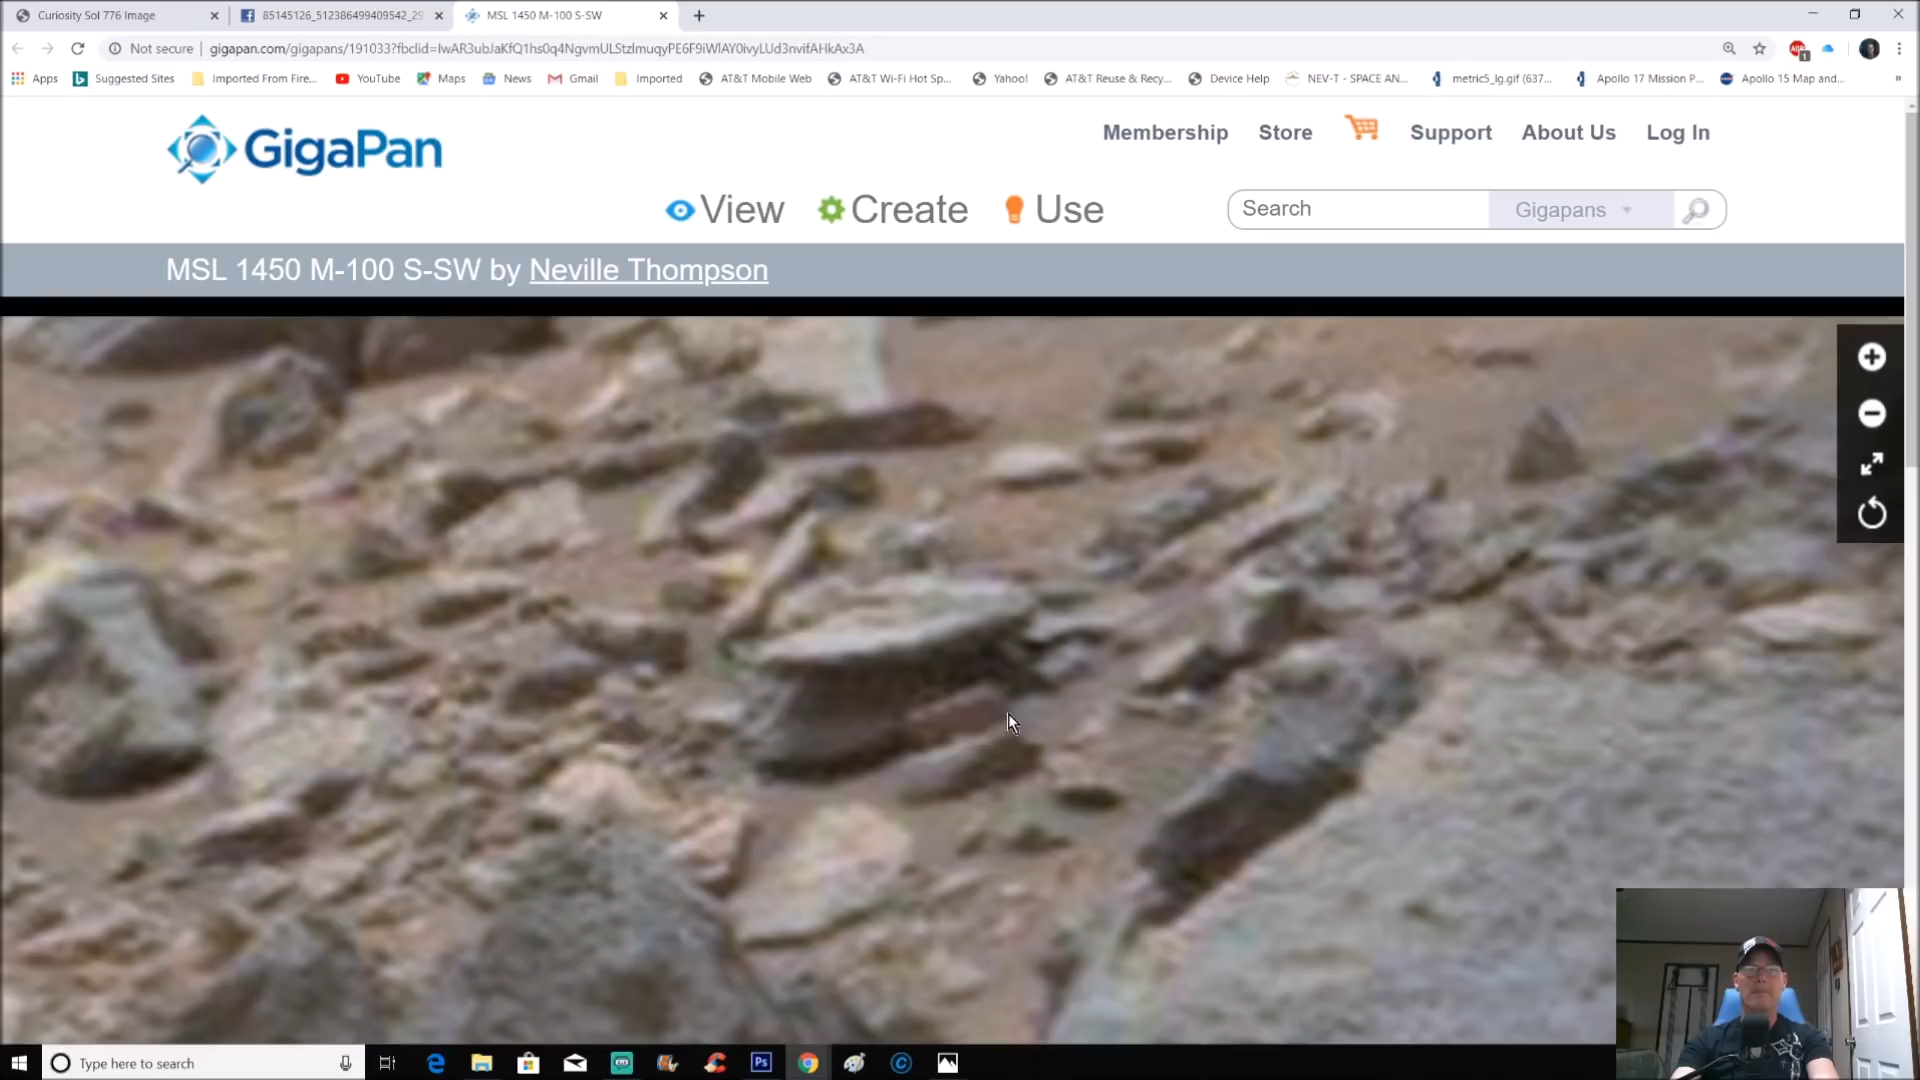 Curiosity Sol 776 Image
85145126_512386499409542_29
MSL 1450 M-100 S-SW
Not secure
gigapan.com/gigapans/191033?fbclid=IwAR3ubJaKfQ1hs0q4NgvmULStzlmuqyPE6F9iWlAY0ivyLUd3nvifAHkAx3A
Apps
Suggested Sites
Imported From Fire...
YouTube
Maps
News
Gmail
Imported
AT&T Mobile Web
AT&T Wi-Fi Hot Sp...
Yahoo!
AT&T Reuse & Recy...
Device Help
NEV-T - SPACE AN...
metric5_lg.gif (637...
Apollo 17 Mission P...
Apollo 15 Map and...
»
GigaPan
Membership
Store
Support
About Us
Log In
View
Create
Use
Search
Gigapans
MSL 1450 M-100 S-SW by Neville Thompson
Type here to search
Ps